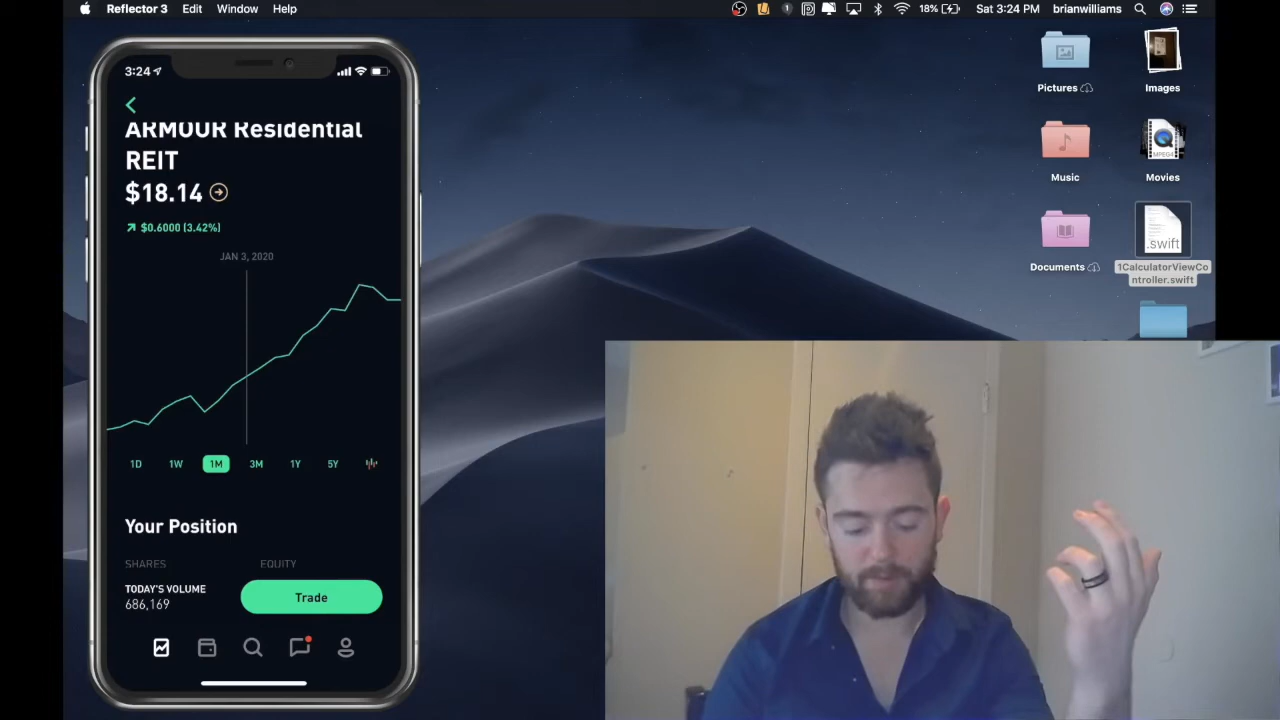 Reflector 3 Edit Window Help
1
18% Sat 3:24 PM brianwilliams
3:24
ARMOUR Residential
REIT
$18.14
$0.6000 (3.42%)
JAN 3, 2020
1D 1W 1M 3M 1Y 5Y
Your Position
SHARES EQUITY
TODAY'S VOLUME
686,169
Trade
Pictures
Images
Music
MPEG4
Movies
Documents
.swift
1CalculatorViewCo
ntroller.swift